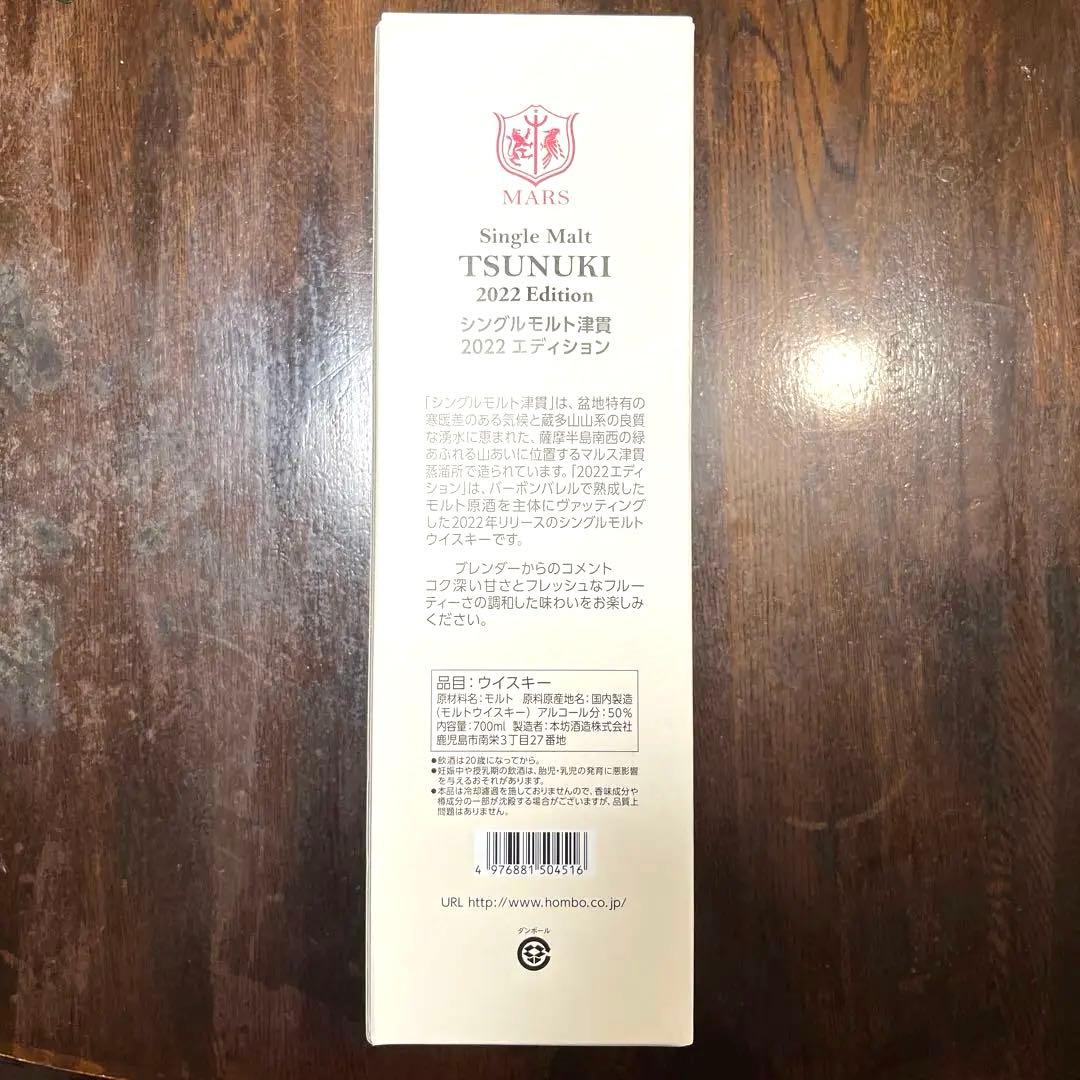 MARS
Single Malt
TSUNUKI
2022 Edition
シングルモルト津貫
2022 エディション
「シングルモルト津貫」は、盆地特有の
寒暖差のある気候と蔵多山山系の良質
な湧水に恵まれた、薩摩半島南西の緑
あふれる山あいに位置するマルス津貫
蒸溜所で造られています。「2022エディ
ション」は、バーボンバレルで熟成した
モルト原酒を主体にヴァッティング
した2022年リリースのシングルモルト
ウイスキーです。
ブレンダーからのコメント
コク深い甘さとフレッシュなフルー
ティーさの調和した味わいをお楽しみ
ください。
品目：ウイスキー
原材料名：モルト 原料原産地名：国内製造
（モルトウイスキー） アルコール分：50%
内容量：700ml 製造者：本坊酒造株式会社
鹿児島市南栄3丁目27番地
●飲酒は20歳になってから。
●妊娠中や授乳期の飲酒は、胎児・乳児の発育に悪影響
を与えるおそれがあります。
●本品は冷却濾過を施しておりませんので、香味成分や
樽成分の一部が沈殿する場合がございますが、品質上
問題はありません。
4 976881 504516
URL http://www.hombo.co.jp/
ダンボール